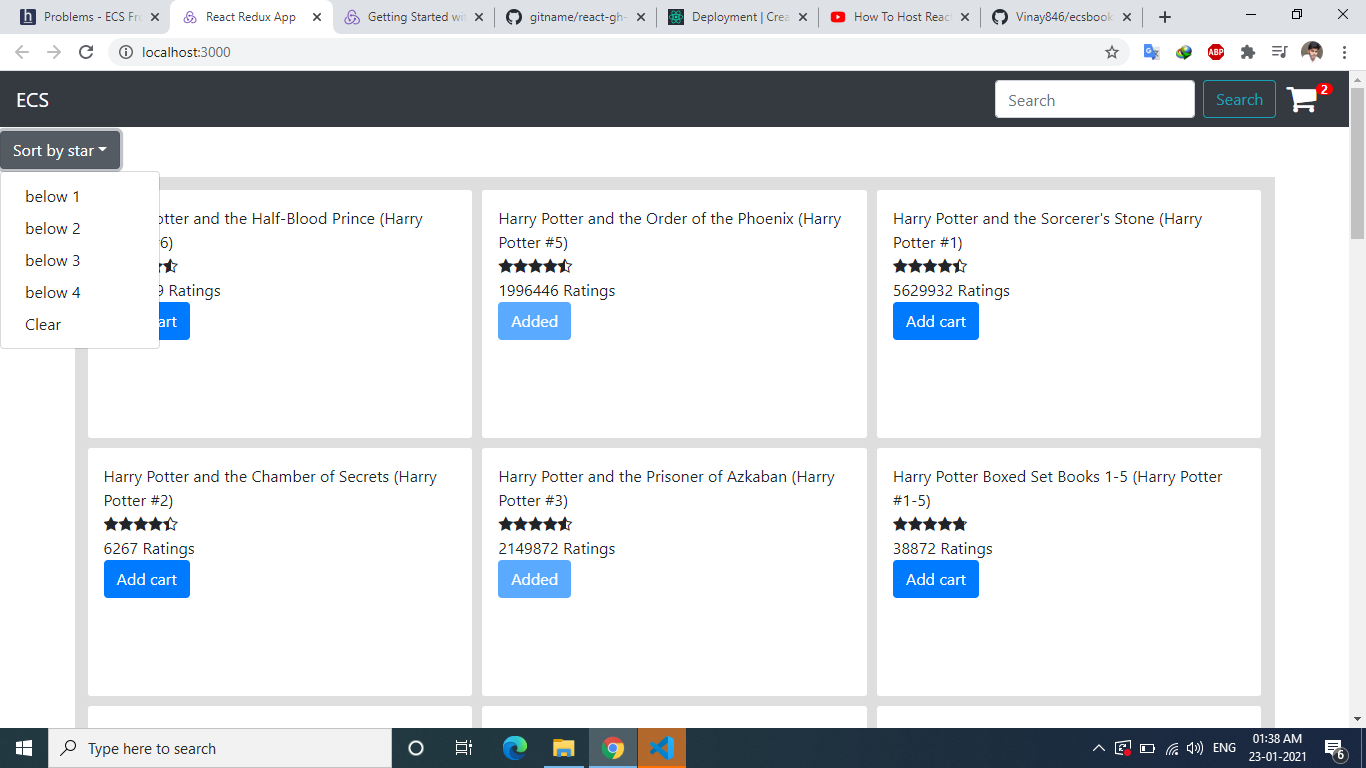 Problems - ECS Fr
React Redux App
Getting Started wit
gitname/react-gh-
Deployment | Crea
How To Host Reac
Vinay846/ecsbook
localhost:3000
ABP
ECS
Search
Search
2
Sort by star
below 1
below 2
below 3
below 4
Clear
otter and the Half-Blood Prince (Harry
6)
9 Ratings
art
Harry Potter and the Order of the Phoenix (Harry
Potter #5)
1996446 Ratings
Added
Harry Potter and the Sorcerer's Stone (Harry
Potter #1)
5629932 Ratings
Add cart
Harry Potter and the Chamber of Secrets (Harry
Potter #2)
6267 Ratings
Add cart
Harry Potter and the Prisoner of Azkaban (Harry
Potter #3)
2149872 Ratings
Added
Harry Potter Boxed Set Books 1-5 (Harry Potter
#1-5)
38872 Ratings
Add cart
Type here to search
ENG
01:38 AM
23-01-2021
6